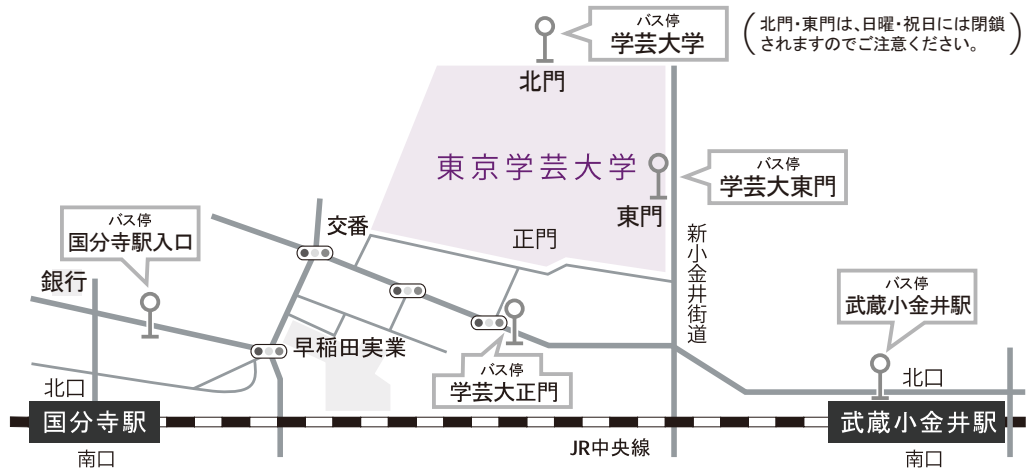 バス停
学芸大学
（北門・東門は、日曜・祝日には閉鎖
されますのでご注意ください。）
北門
東京学芸大学
バス停
学芸大東門
東門
バス停
国分寺駅入口
交番
正門
新小金井街道
銀行
バス停
武蔵小金井駅
早稲田実業
バス停
学芸大正門
北口
北口
国分寺駅
武蔵小金井駅
JR中央線
南口
南口